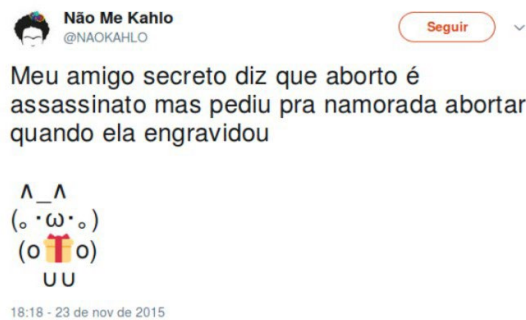 Não Me Kahlo
@NAOKAHLO
Seguir
Meu amigo secreto diz que aborto é
assassinato mas pediu pra namorada abortar
quando ela engravidou
∧_∧
(｡･ω･｡)
(o🎁o)
∪∪
18:18 - 23 de nov de 2015